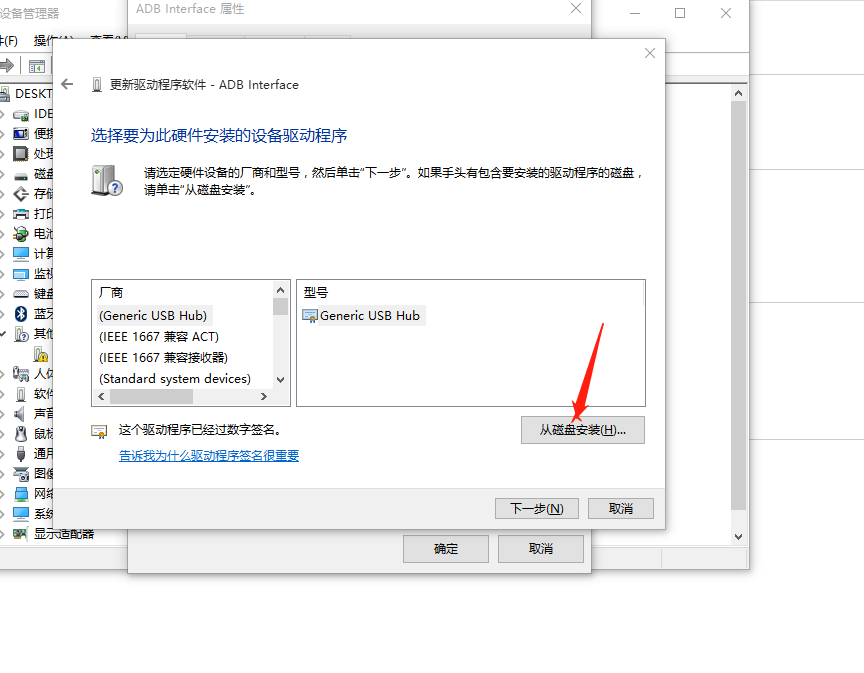 设备管理器
ADB Interface 属性
更新驱动程序软件 - ADB Interface
选择要为此硬件安装的设备驱动程序
请选定硬件设备的厂商和型号，然后单击“下一步”。如果手头有包含要安装的驱动程序的磁盘，
请单击“从磁盘安装”。
厂商
(Generic USB Hub)
(IEEE 1667 兼容 ACT)
(IEEE 1667 兼容接收器)
(Standard system devices)
型号
Generic USB Hub
这个驱动程序已经过数字签名。
告诉我为什么驱动程序签名很重要
从磁盘安装(H)...
下一步(N)
取消
确定
取消
(F)
操作(A)
DESKT
IDE
便携
处理
磁盘
存储
打印
电池
计算
监视
键盘
蓝牙
其他
人体
软件
声音
鼠标
通用
图像
网络
系统
显示适配器